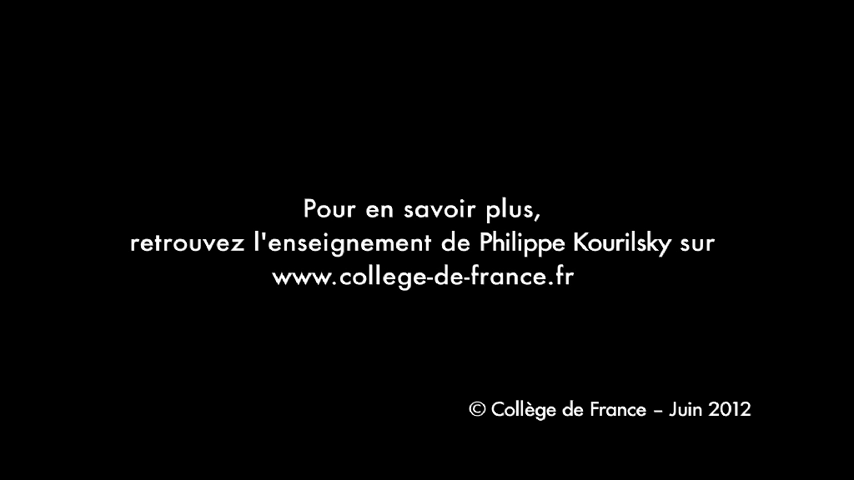 Pour en savoir plus,
retrouvez l'enseignement de Philippe Kourilsky sur
www.college-de-france.fr
© Collège de France – Juin 2012